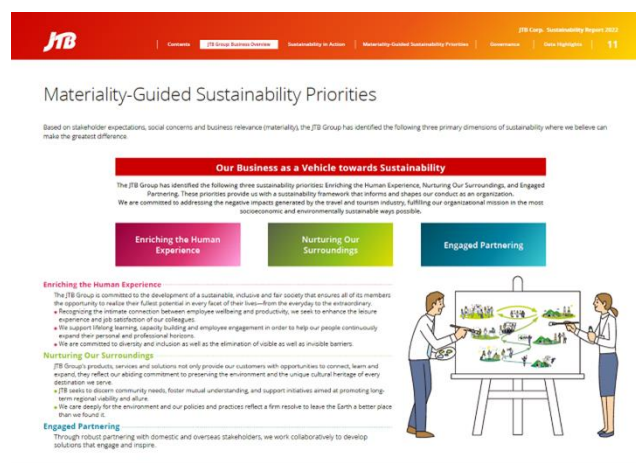 JTB Corp. Sustainability Report 2022
JTB
Contents
JTB Group: Business Overview
Sustainability in Action
Materiality-Guided Sustainability Priorities
Governance
Data Highlights
11
Materiality-Guided Sustainability Priorities
Based on stakeholder expectations, social concerns and business relevance (materiality), the JTB Group has identified the following three primary dimensions of sustainability where we believe can
make the greatest difference.
Our Business as a Vehicle towards Sustainability
The JTB Group has identified the following three sustainability priorities: Enriching the Human Experience, Nurturing Our Surroundings, and Engaged
Partnering. These priorities provide us with a sustainability framework that informs and shapes our conduct as an organization.
We are committed to addressing the negative impacts generated by the travel and tourism industry, fulfilling our organizational mission in the most
socioeconomic and environmentally sustainable ways possible.
Enriching the Human
Experience
Nurturing Our
Surroundings
Engaged Partnering
Enriching the Human Experience
The JTB Group is committed to the development of a sustainable, inclusive and fair society that ensures all of its members
the opportunity to realize their fullest potential in every facet of their lives—from the everyday to the extraordinary.
• Recognizing the intimate connection between employee wellbeing and productivity, we seek to enhance the leisure
experience and job satisfaction of our colleagues.
• We support lifelong learning, capacity building and employee engagement in order to help our people continuously
expand their personal and professional horizons.
• We are committed to diversity and inclusion as well as the elimination of visible as well as invisible barriers.
Nurturing Our Surroundings
JTB Group's products, services and solutions not only provide our customers with opportunities to connect, learn and
expand, they reflect our abiding commitment to preserving the environment and the unique cultural heritage of every
destination we serve.
• JTB seeks to discern community needs, foster mutual understanding, and support initiatives aimed at promoting long-
term regional viability and allure.
• We care deeply for the environment and our policies and practices reflect a firm resolve to leave the Earth a better place
than we found it.
Engaged Partnering
Through robust partnering with domestic and overseas stakeholders, we work collaboratively to develop
solutions that engage and inspire.